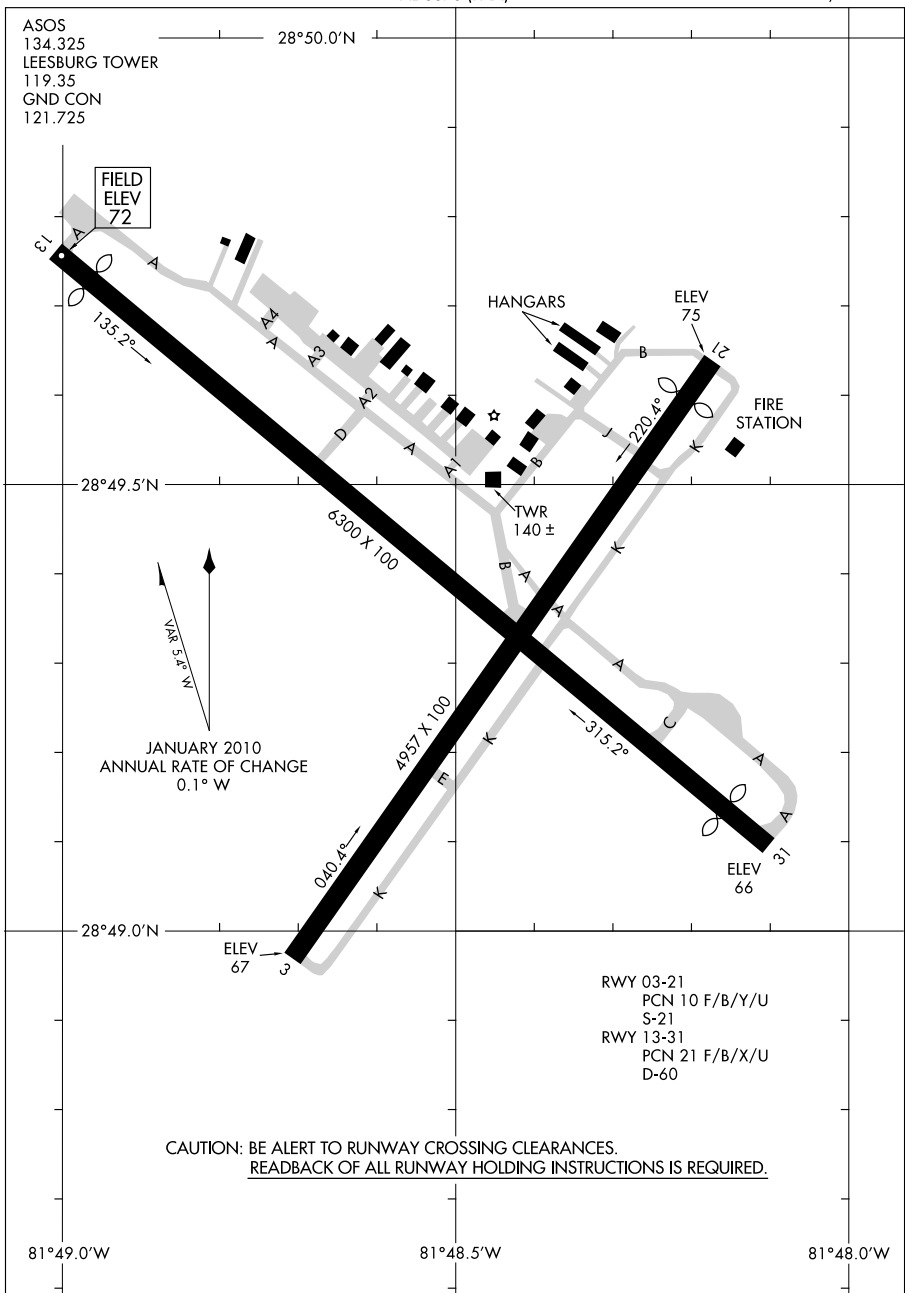 ASOS
134.325
LEESBURG TOWER
119.35
GND CON
121.725
28°50.0'N
FIELD
ELEV
72
13
A
A
135.2°
A4
A
A3
A2
D
A
A1
HANGARS
ELEV
75
21
B
FIRE
STATION
220.4°
J
K
B
28°49.5'N
TWR
140 ±
6300 X 100
K
B
A
A
A
VAR 5.4° W
JANUARY 2010
ANNUAL RATE OF CHANGE
0.1° W
4957 X 100
K
E
C
315.2°
A
A
31
ELEV
66
040.4°
K
28°49.0'N
ELEV
67
3
RWY 03-21
PCN 10 F/B/Y/U
S-21
RWY 13-31
PCN 21 F/B/X/U
D-60
CAUTION: BE ALERT TO RUNWAY CROSSING CLEARANCES.
READBACK OF ALL RUNWAY HOLDING INSTRUCTIONS IS REQUIRED.
81°49.0'W
81°48.5'W
81°48.0'W